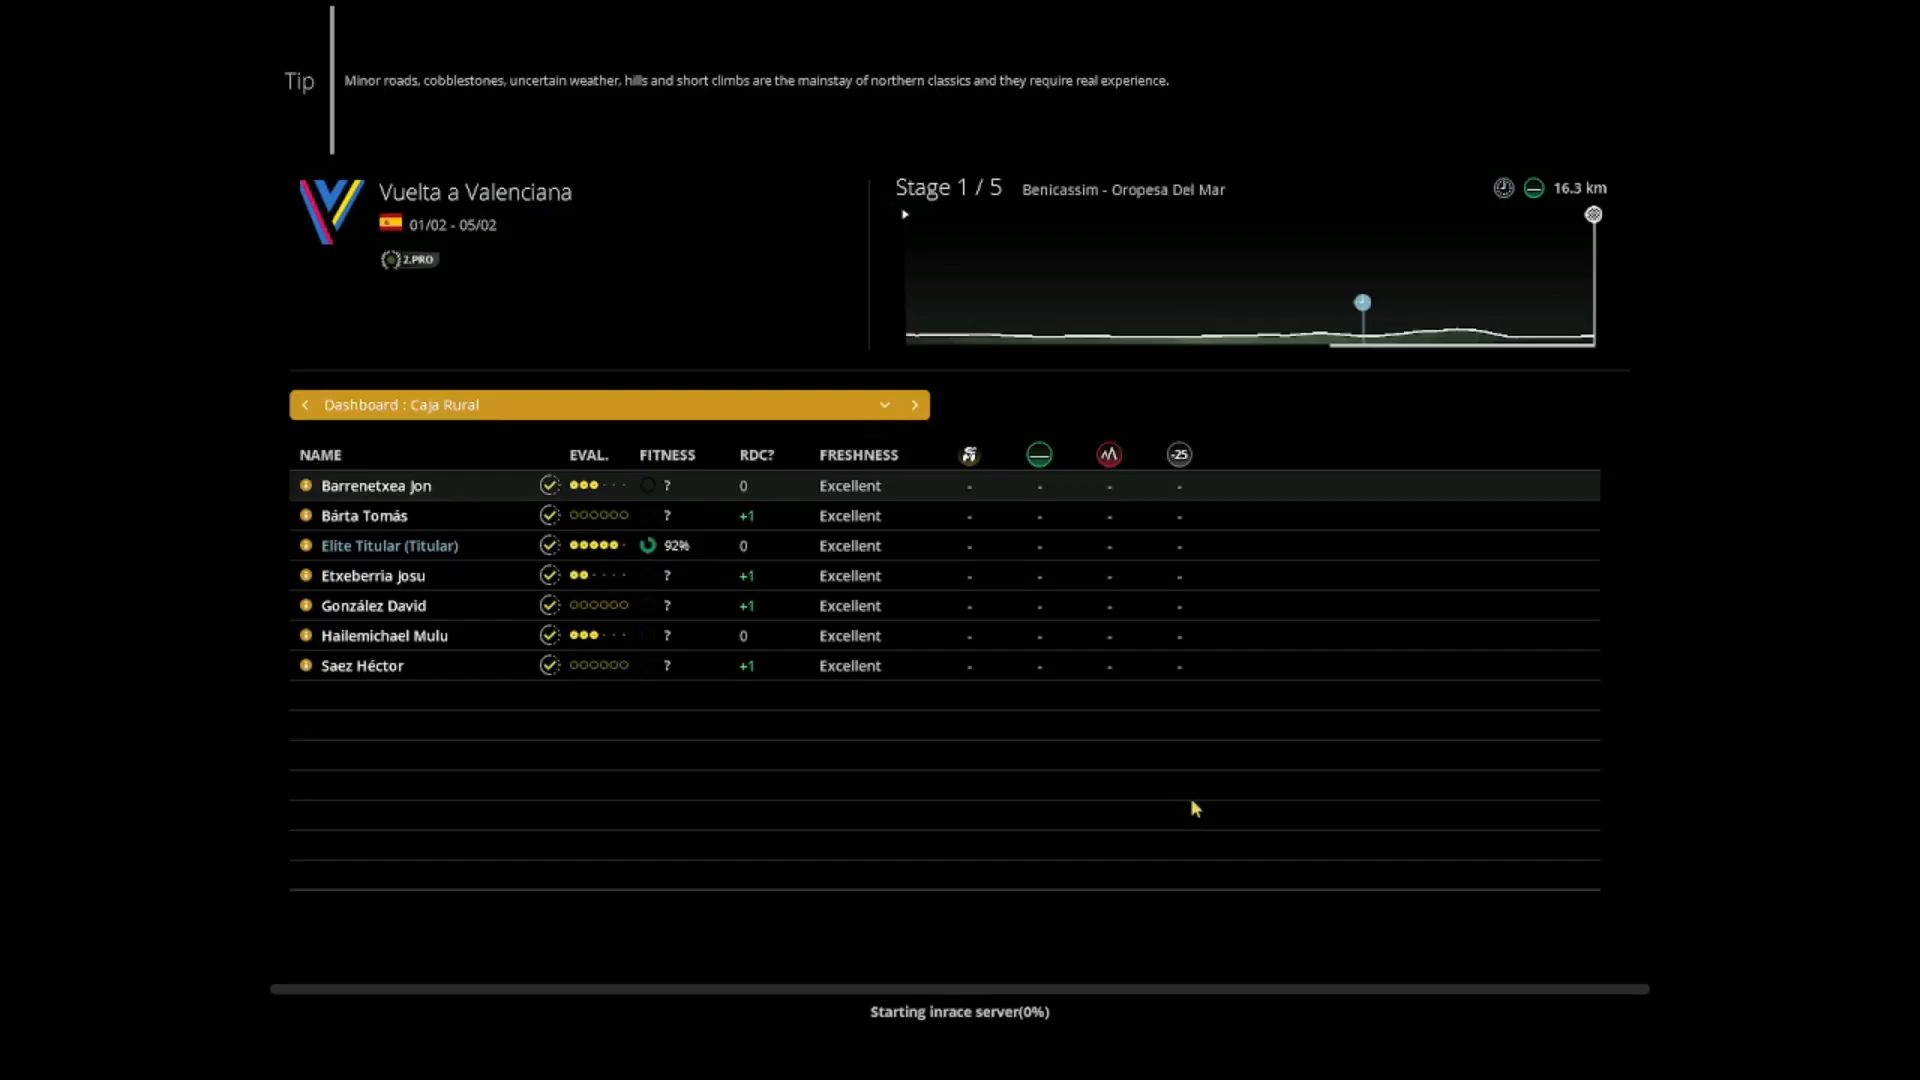 Tip
Minor roads, cobblestones, uncertain weather, hills and short climbs are the mainstay of northern classics and they require real experience.
Vuelta a Valenciana
01/02 - 05/02
2.PRO
Stage 1 / 5 Benicassim - Oropesa Del Mar 16.3 km
Dashboard : Caja Rural
NAME EVAL. FITNESS RDC? FRESHNESS -25
Barrenetxea Jon ? 0 Excellent - - - -
Bárta Tomás ? +1 Excellent - - - -
Elite Titular (Titular) 92% 0 Excellent - - - -
Etxeberria Josu ? +1 Excellent - - - -
González David ? +1 Excellent - - - -
Hailemichael Mulu ? 0 Excellent - - - -
Saez Héctor ? +1 Excellent - - - -
Starting inrace server(0%)